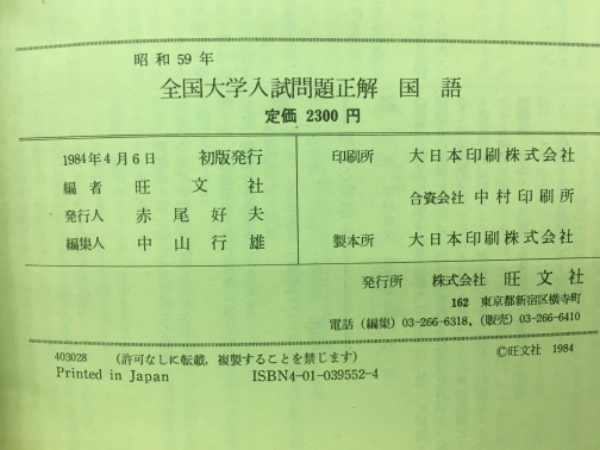 昭和59年
全国大学入試問題正解 国語
定価 2300 円
1984年4月6日 初版発行
編者 旺文社
発行人 赤尾好夫
編集人 中山行雄
印刷所 大日本印刷株式会社
合資会社 中村印刷所
製本所 大日本印刷株式会社
発行所 株式会社 旺文社
162 東京都新宿区横寺町
電話（編集）03-266-6318,（販売）03-266-6410
403028 （許可なしに転載，複製することを禁じます）
©旺文社 1984
Printed in Japan ISBN4-01-039552-4